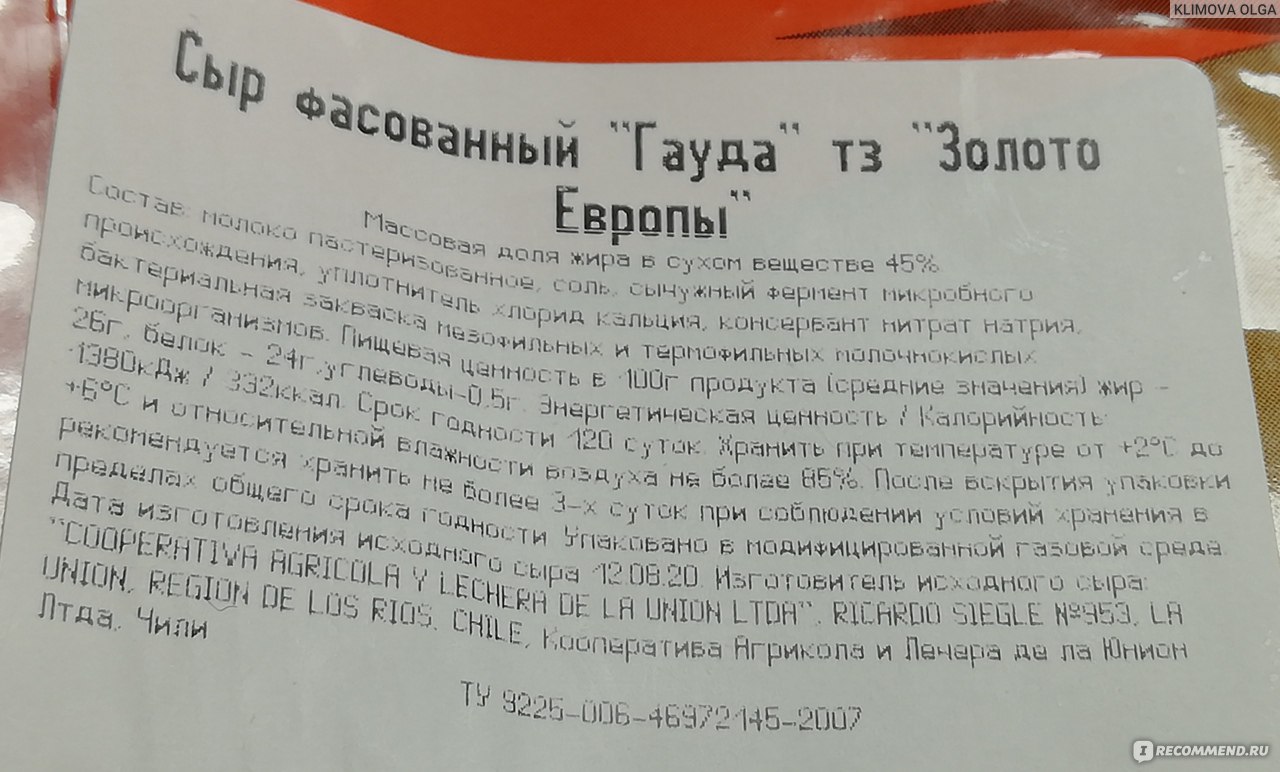 KLIMOVA OLGA
Сыр фасованный "Гауда" тз "Золото
Европы"
Массовая доля жира в сухом веществе 45%
Состав: молоко пастеризованное, соль, сычужный фермент микробного
происхождения, уплотнитель хлорид кальция, консервант нитрат натрия,
бактериальная закваска мезофильных и термофильных молочнокислых
микроорганизмов. Пищевая ценность в 100г продукта (средние значения) жир -
26г, белок - 24г,углеводы-0,5г. Энергетическая ценность / Калорийность:
1380кДж / 332ккал. Срок годности 120 суток. Хранить при температуре от +2°C до
+6°C и относительной влажности воздуха не более 85%. После вскрытия упаковки
рекомендуется хранить не более 3-х суток при соблюдении условий хранения в
пределах общего срока годности Упаковано в модифицированной газовой среде.
Дата изготовления исходного сыра 12.08.20. Изготовитель исходного сыра:
"COOPERATIVA AGRICOLA Y LECHERA DE LA UNION LTDA", RICARDO SIEGLE №953, LA
UNION, REGION DE LOS RIOS, CHILE, Кооператива Агрикола и Лечера де ла Юнион
Лтда, Чили
ТУ 9225-006-46972145-2007
IRECOMMEND.RU